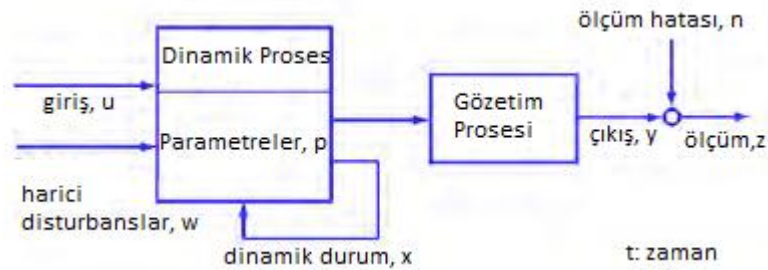 ölçüm hatası, n
Dinamik Proses
giriş, u
Gözetim
Prosesi
Parametreler, p
çıkış, y
ölçüm,z
harici
disturbanslar, w
dinamik durum, x
t: zaman